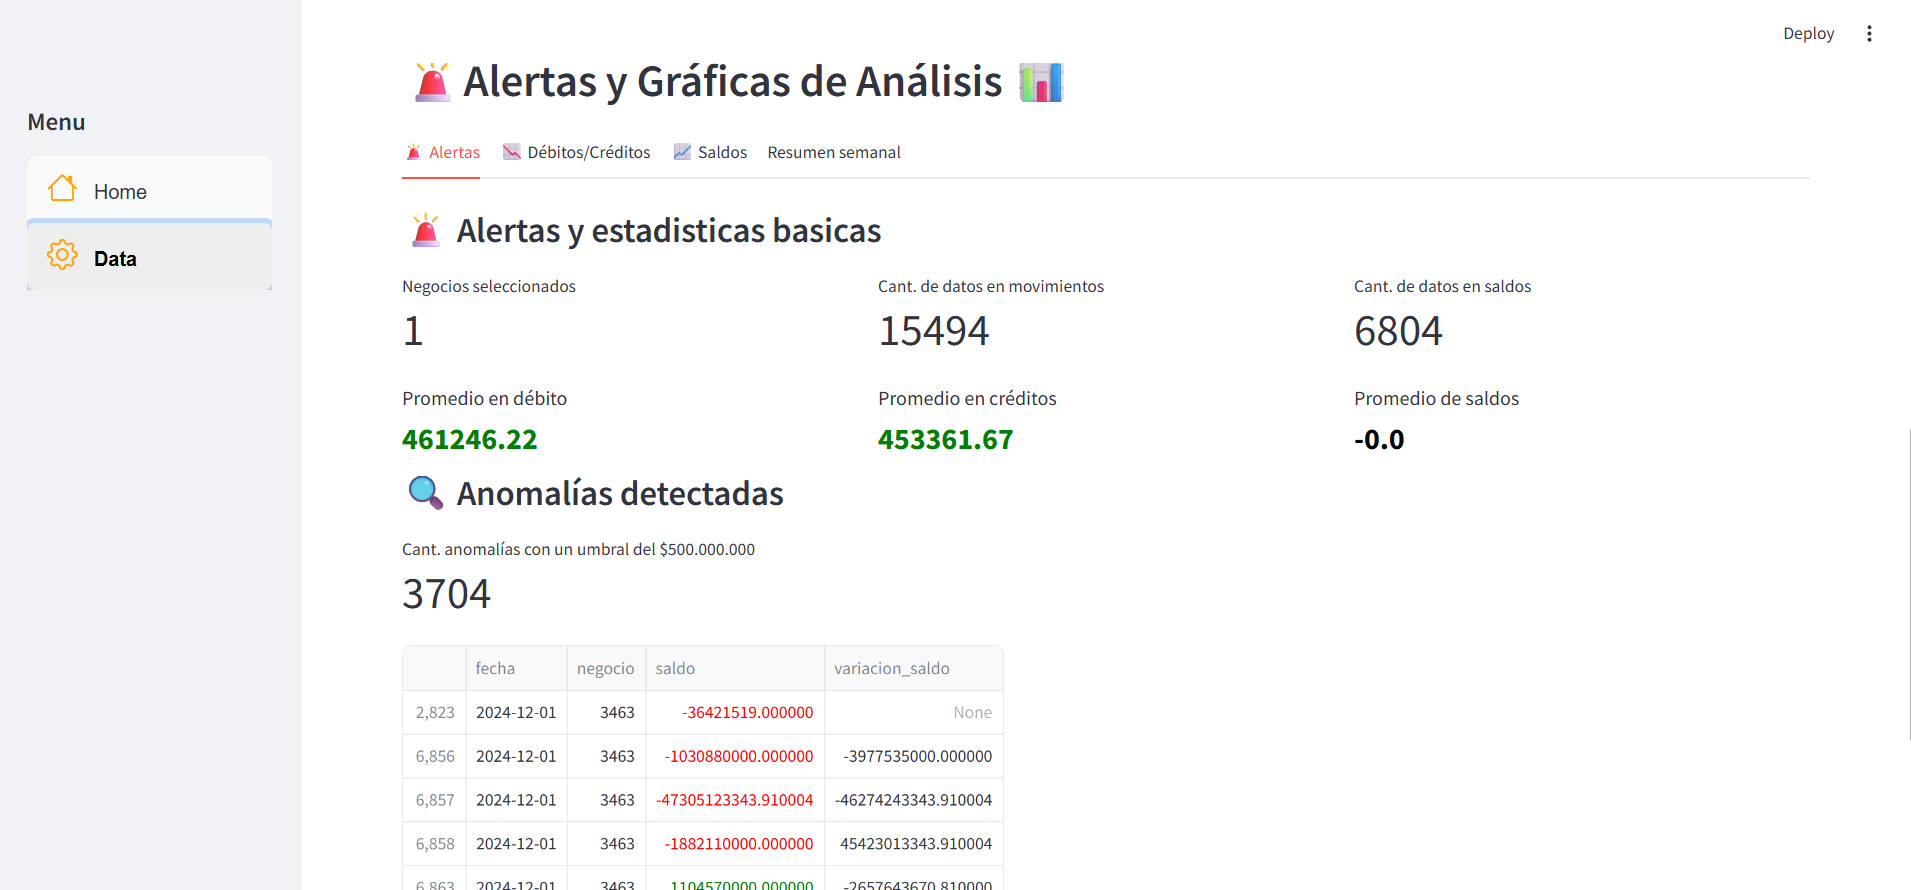 Deploy
Menu
Home
Data
Alertas y Gráficas de Análisis
Alertas Débitos/Créditos Saldos Resumen semanal
Alertas y estadisticas basicas
Negocios seleccionados Cant. de datos en movimientos Cant. de datos en saldos
1 15494 6804
Promedio en débito Promedio en créditos Promedio de saldos
461246.22 453361.67 -0.0
Anomalías detectadas
Cant. anomalías con un umbral del $500.000.000
3704
fecha negocio saldo variacion_saldo
2,823 2024-12-01 3463 -36421519.000000 None
6,856 2024-12-01 3463 -1030880000.000000 -3977535000.000000
6,857 2024-12-01 3463 -47305123343.910004 -46274243343.910004
6,858 2024-12-01 3463 -1882110000.000000 45423013343.910004
6,863 2024-12-01 3463 1104570000.000000 -2657643670.810000